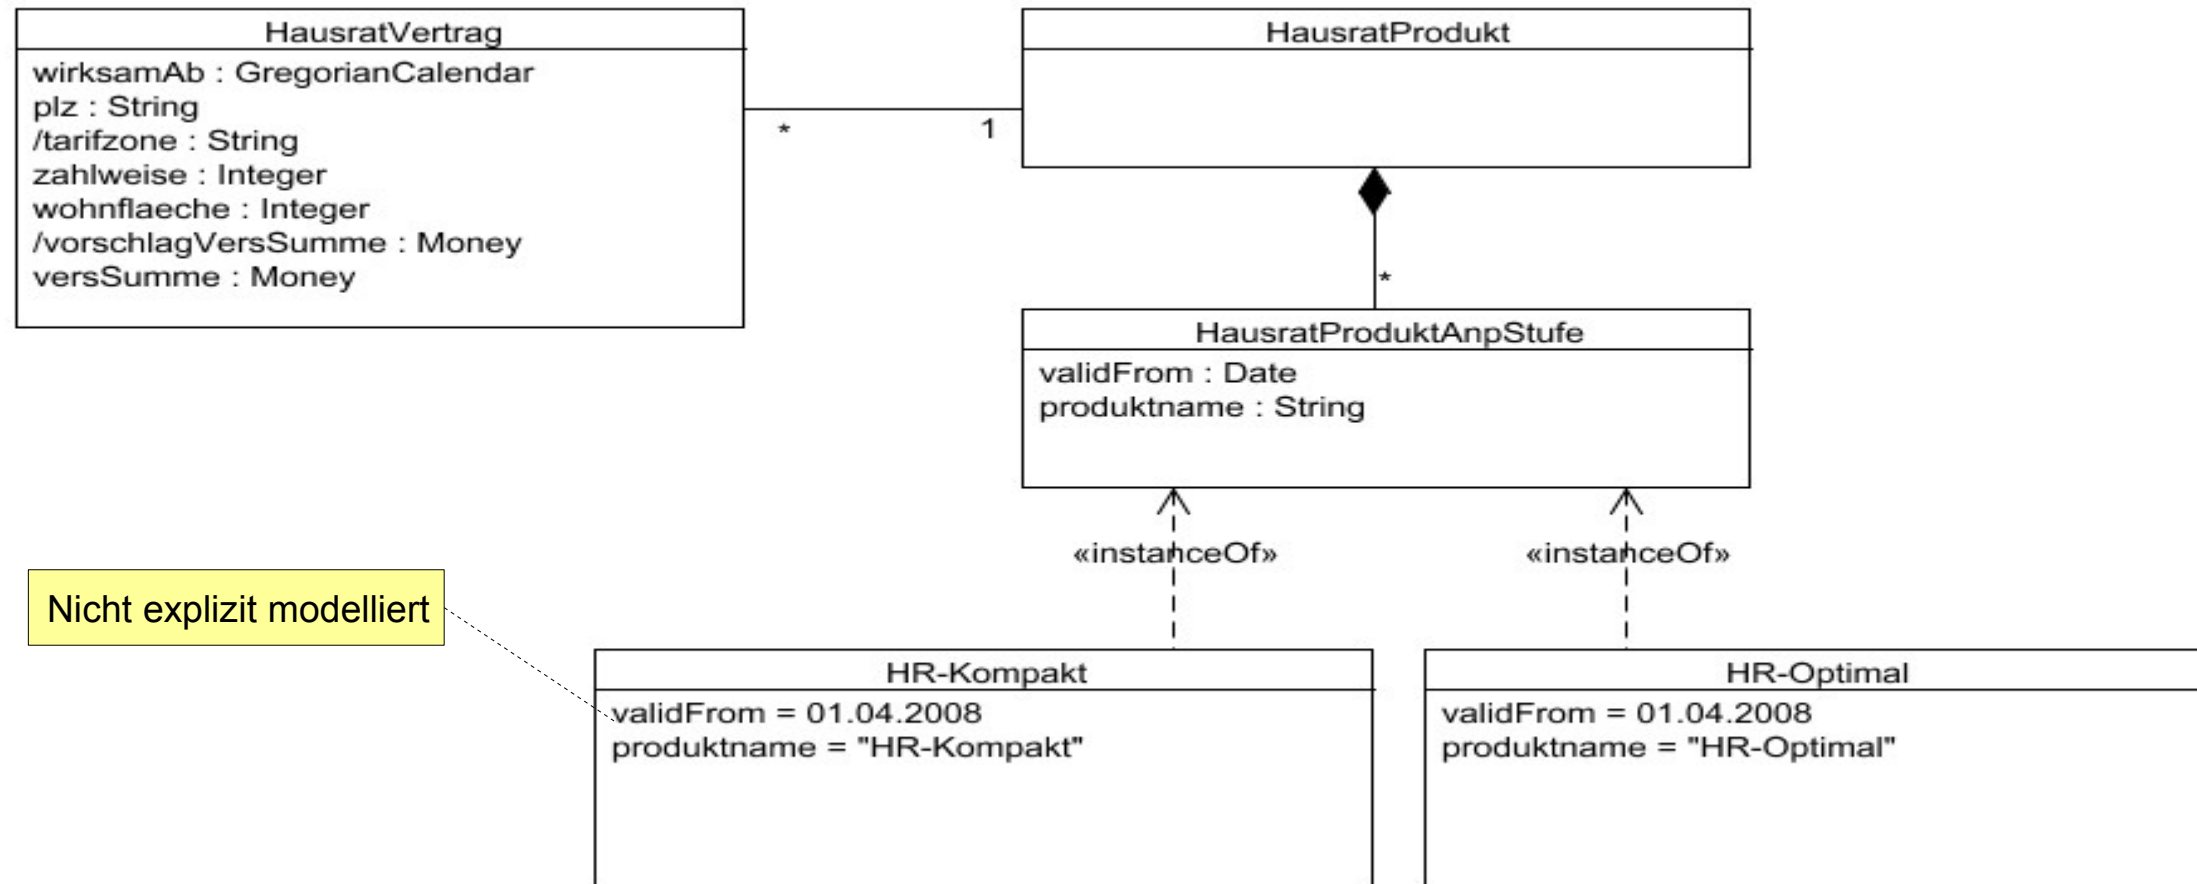 HausratVertrag
wirksamAb : GregorianCalendar
plz : String
/tarifzone : String
zahlweise : Integer
wohnflaeche : Integer
/vorschlagVersSumme : Money
versSumme : Money
* 1
HausratProdukt
*
HausratProduktAnpStufe
validFrom : Date
produktname : String
«instanceOf» «instanceOf»
Nicht explizit modelliert
HR-Kompakt
validFrom = 01.04.2008
produktname = "HR-Kompakt"
HR-Optimal
validFrom = 01.04.2008
produktname = "HR-Optimal"